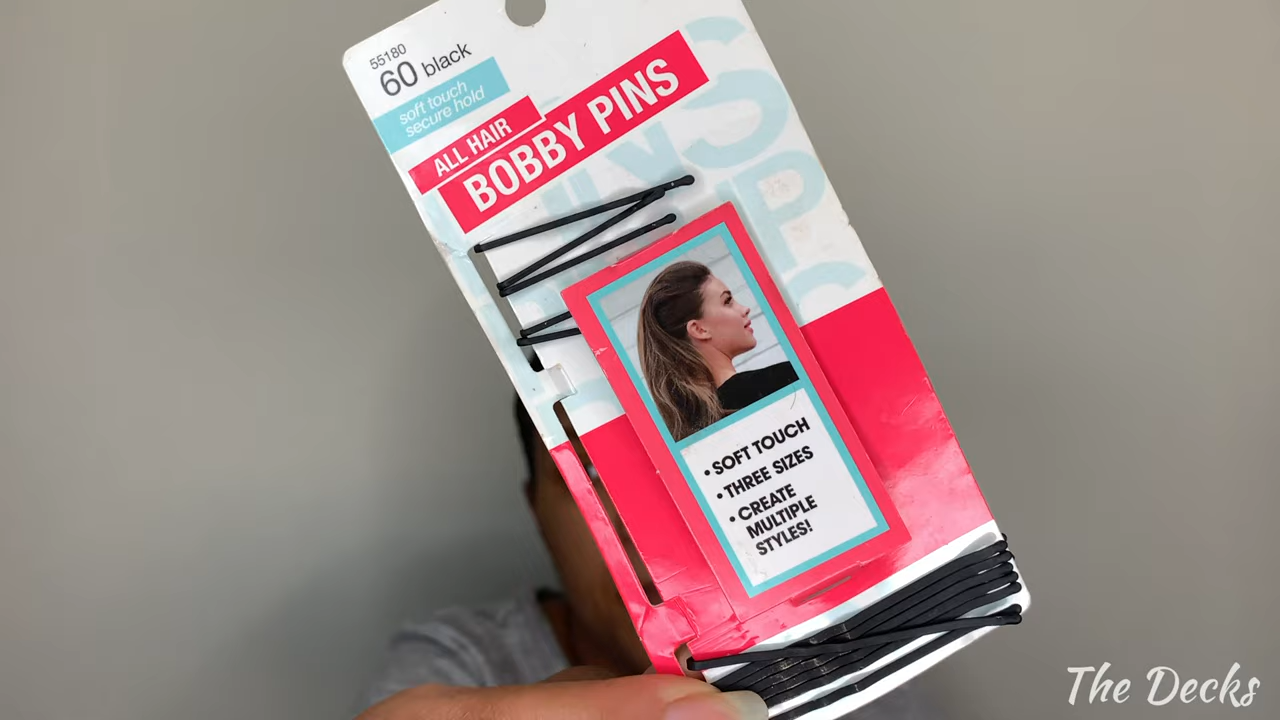 55180
60 black
soft touch
secure hold
ALL HAIR
BOBBY PINS
• SOFT TOUCH
• THREE SIZES
• CREATE
MULTIPLE
STYLES!
The Decks